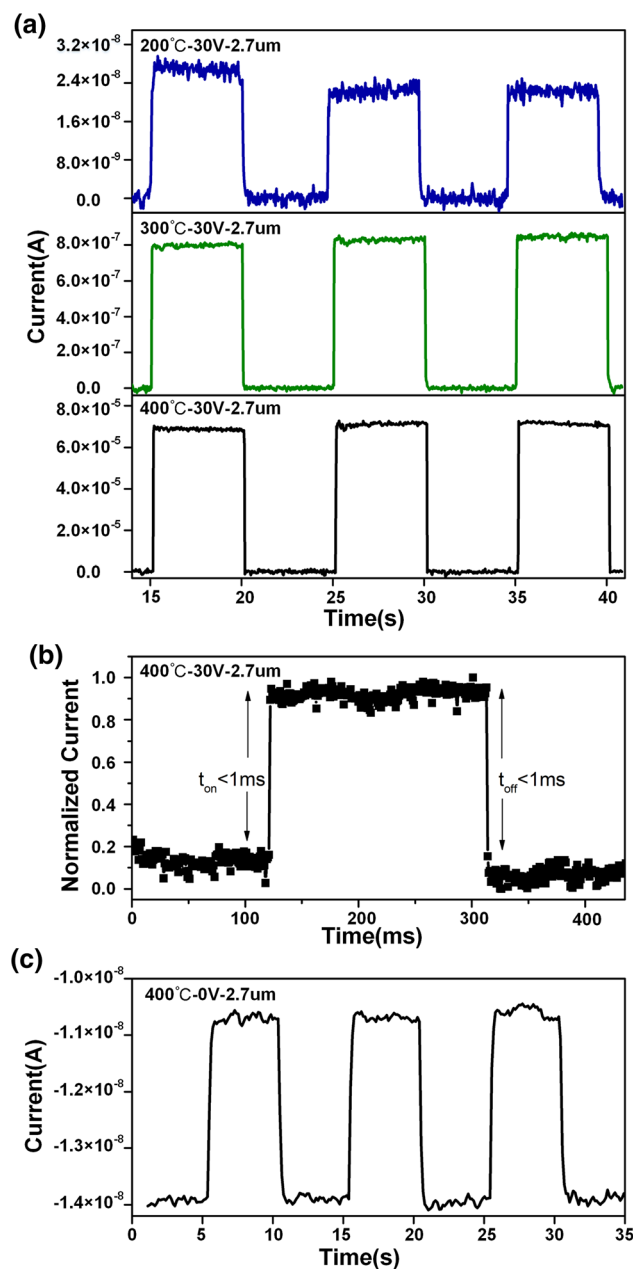 (a)
200℃-30V-2.7um
3.2×10⁻⁸
2.4×10⁻⁸
1.6×10⁻⁸
8.0×10⁻⁹
0.0
300℃-30V-2.7um
8.0×10⁻⁷
6.0×10⁻⁷
4.0×10⁻⁷
2.0×10⁻⁷
0.0
Current(A)
400℃-30V-2.7um
8.0×10⁻⁵
6.0×10⁻⁵
4.0×10⁻⁵
2.0×10⁻⁵
0.0
15 20 25 30 35 40
Time(s)
(b)
400℃-30V-2.7um
Normalized Current
1.0
0.8
0.6
0.4
0.2
0.0
ton<1ms
toff<1ms
0 100 200 300 400
Time(ms)
(c)
400℃-0V-2.7um
Current(A)
-1.0×10⁻⁸
-1.1×10⁻⁸
-1.2×10⁻⁸
-1.3×10⁻⁸
-1.4×10⁻⁸
0 5 10 15 20 25 30 35
Time(s)